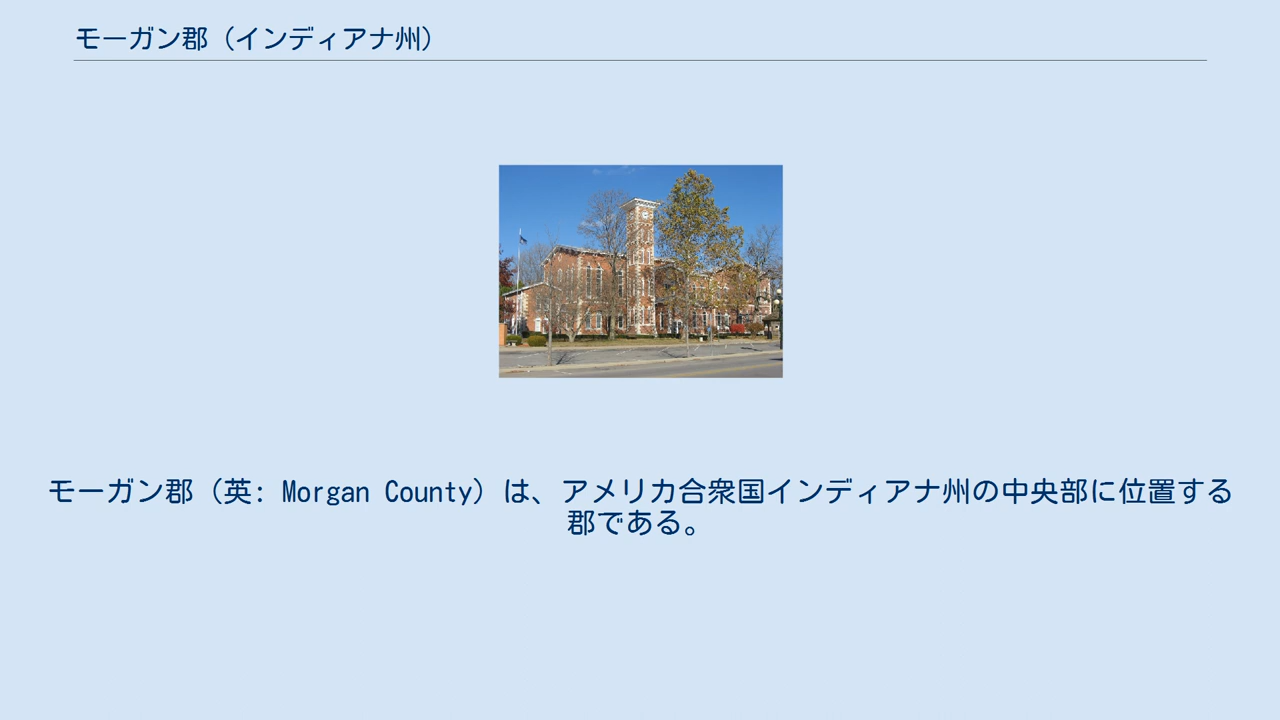 モーガン郡（インディアナ州）
モーガン郡（英: Morgan County）は、アメリカ合衆国インディアナ州の中央部に位置する
郡である。